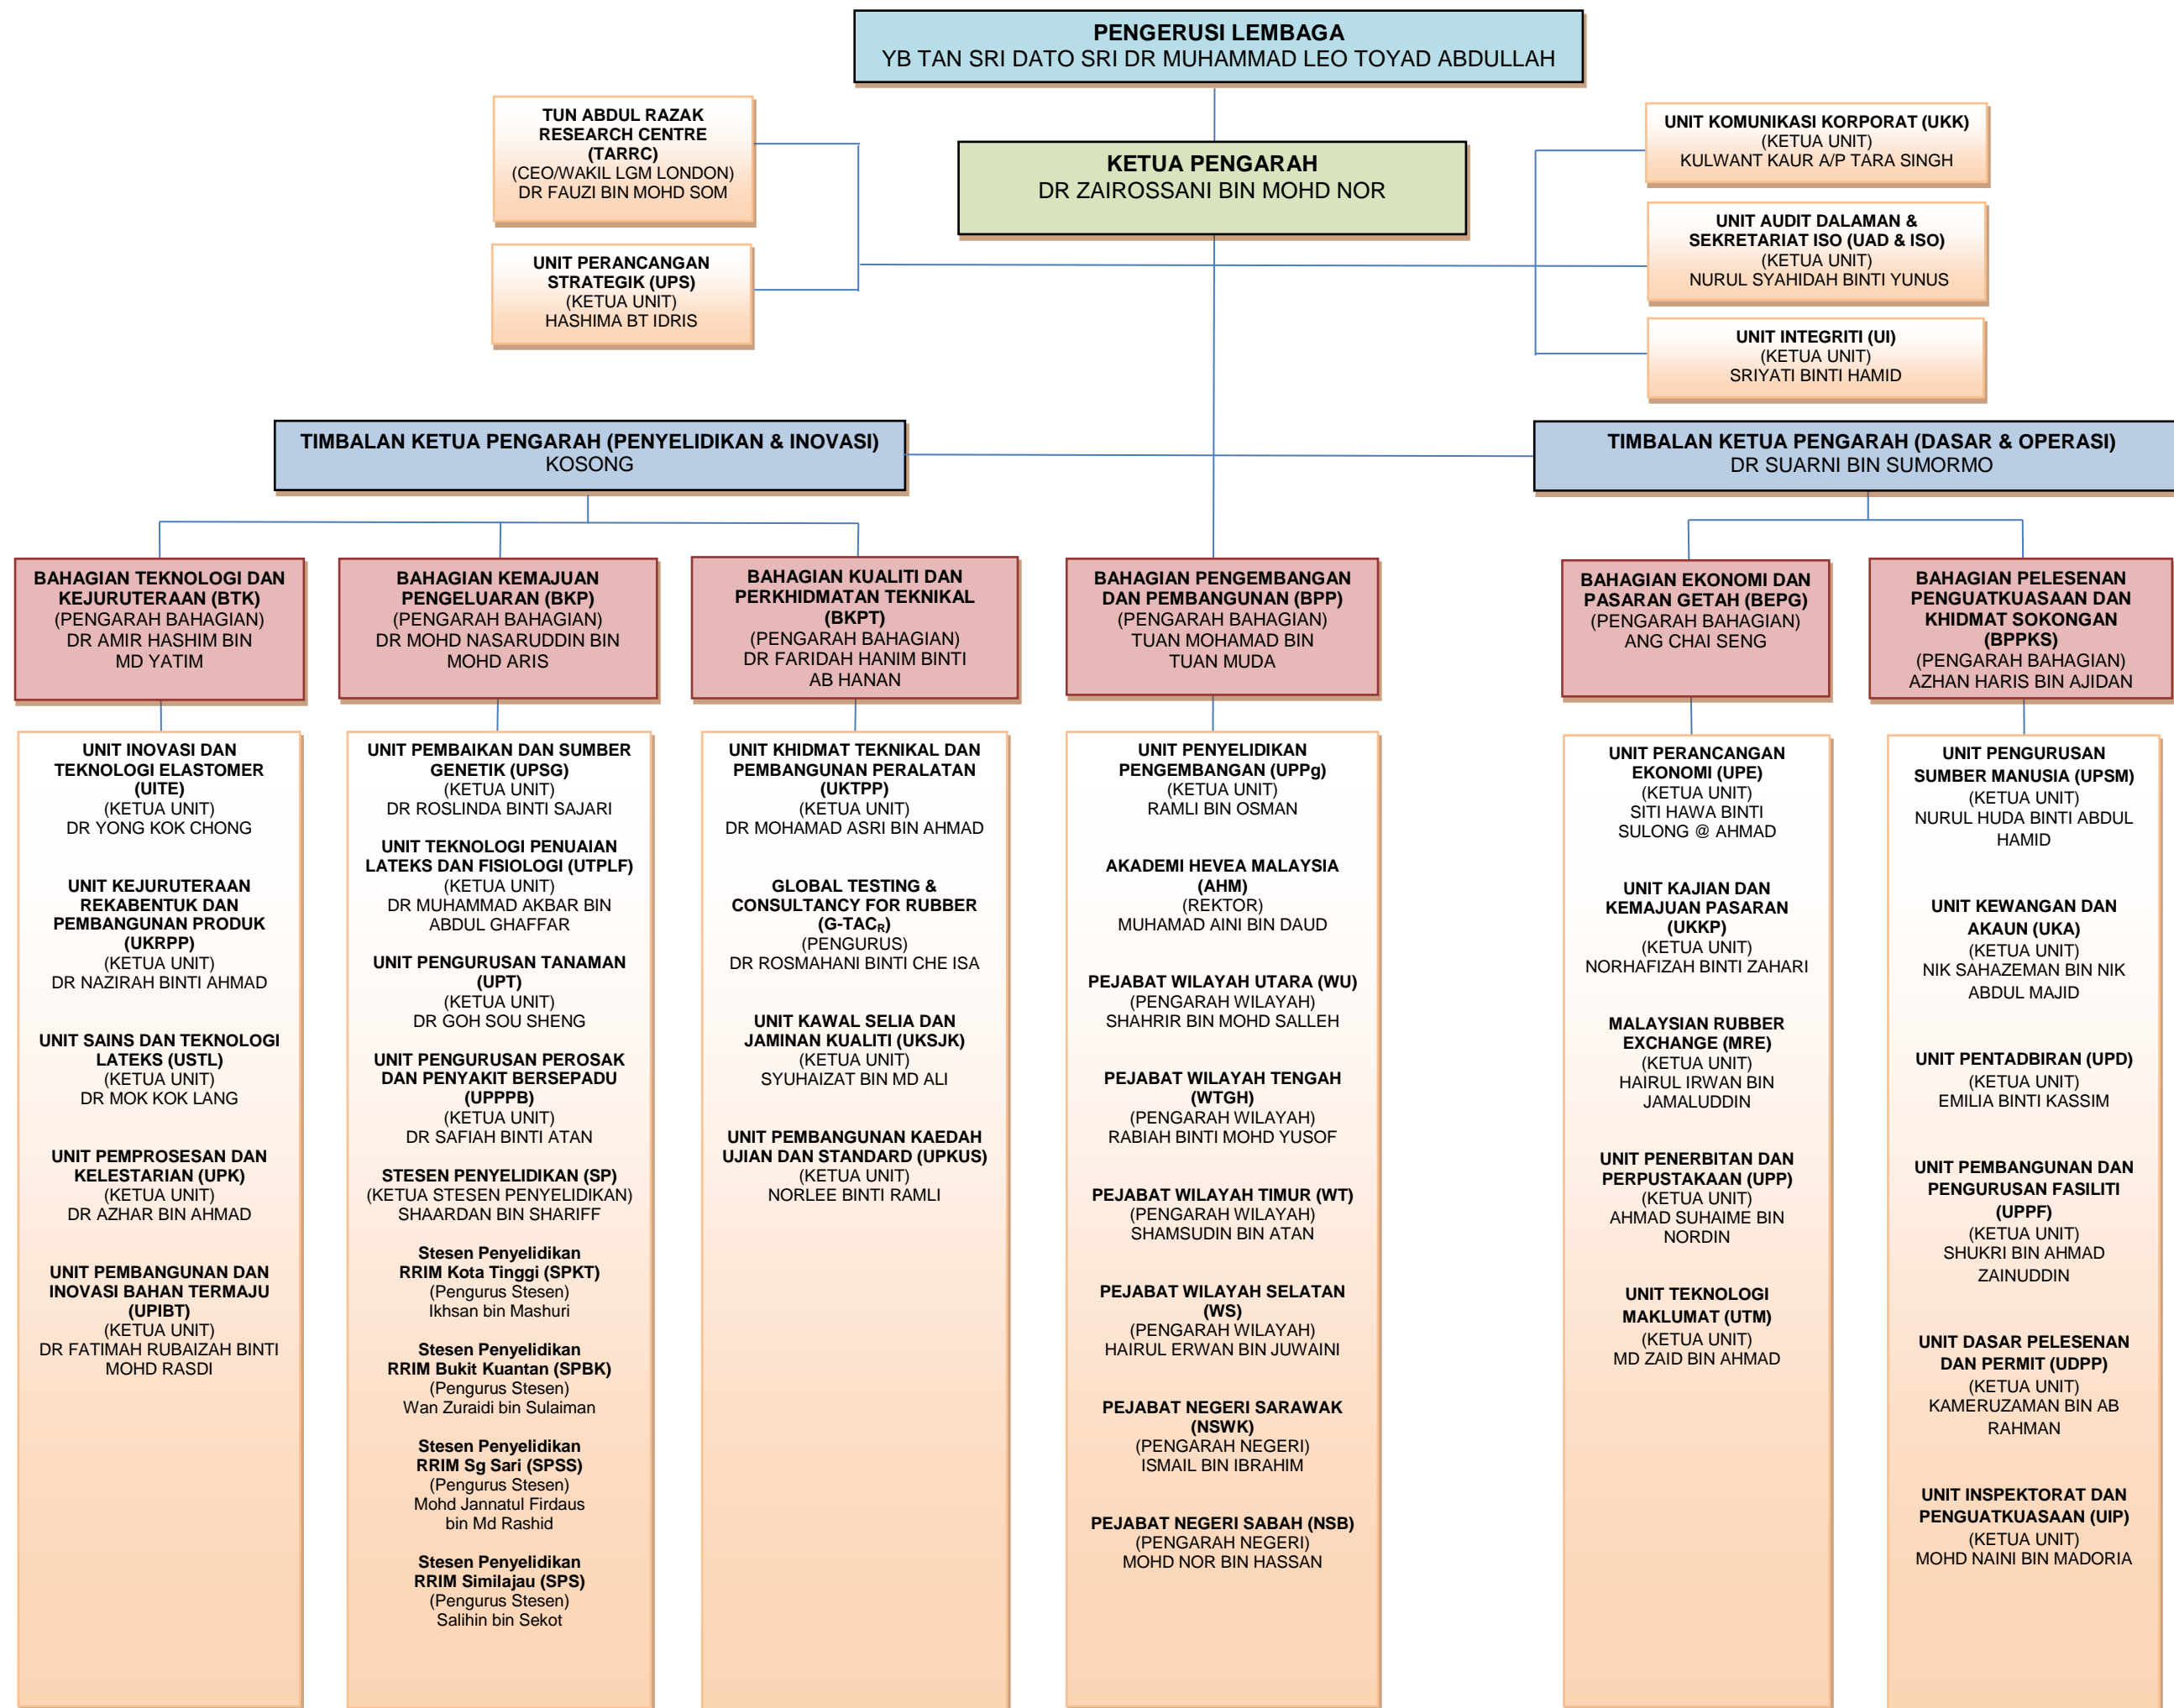 PENGERUSI LEMBAGA
YB TAN SRI DATO SRI DR MUHAMMAD LEO TOYAD ABDULLAH
TUN ABDUL RAZAK
RESEARCH CENTRE
(TARRC)
(CEO/WAKIL LGM LONDON)
DR FAUZI BIN MOHD SOM
KETUA PENGARAH
DR ZAIROSSANI BIN MOHD NOR
UNIT KOMUNIKASI KORPORAT (UKK)
(KETUA UNIT)
KULWANT KAUR A/P TARA SINGH
UNIT PERANCANGAN
STRATEGIK (UPS)
(KETUA UNIT)
HASHIMA BT IDRIS
UNIT AUDIT DALAMAN &
SEKRETARIAT ISO (UAD & ISO)
(KETUA UNIT)
NURUL SYAHIDAH BINTI YUNUS
UNIT INTEGRITI (UI)
(KETUA UNIT)
SRIYATI BINTI HAMID
TIMBALAN KETUA PENGARAH (PENYELIDIKAN & INOVASI)
KOSONG
TIMBALAN KETUA PENGARAH (DASAR & OPERASI)
DR SUARNI BIN SUMORMO
BAHAGIAN TEKNOLOGI DAN
KEJURUTERAAN (BTK)
(PENGARAH BAHAGIAN)
DR AMIR HASHIM BIN
MD YATIM
BAHAGIAN KEMAJUAN
PENGELUARAN (BKP)
(PENGARAH BAHAGIAN)
DR MOHD NASARUDDIN BIN
MOHD ARIS
BAHAGIAN KUALITI DAN
PERKHIDMATAN TEKNIKAL
(BKPT)
(PENGARAH BAHAGIAN)
DR FARIDAH HANIM BINTI
AB HANAN
BAHAGIAN PENGEMBANGAN
DAN PEMBANGUNAN (BPP)
(PENGARAH BAHAGIAN)
TUAN MOHAMAD BIN
TUAN MUDA
BAHAGIAN EKONOMI DAN
PASARAN GETAH (BEPG)
(PENGARAH BAHAGIAN)
ANG CHAI SENG
BAHAGIAN PELESENAN
PENGUATKUASAAN DAN
KHIDMAT SOKONGAN
(BPPKS)
(PENGARAH BAHAGIAN)
AZHAN HARIS BIN AJIDAN
UNIT INOVASI DAN
TEKNOLOGI ELASTOMER
(UITE)
(KETUA UNIT)
DR YONG KOK CHONG
UNIT KEJURUTERAAN
REKABENTUK DAN
PEMBANGUNAN PRODUK
(UKRPP)
(KETUA UNIT)
DR NAZIRAH BINTI AHMAD
UNIT SAINS DAN TEKNOLOGI
LATEKS (USTL)
(KETUA UNIT)
DR MOK KOK LANG
UNIT PEMPROSESAN DAN
KELESTARIAN (UPK)
(KETUA UNIT)
DR AZHAR BIN AHMAD
UNIT PEMBANGUNAN DAN
INOVASI BAHAN TERMAJU
(UPIBT)
(KETUA UNIT)
DR FATIMAH RUBAIZAH BINTI
MOHD RASDI
UNIT PEMBAIKAN DAN SUMBER
GENETIK (UPSG)
(KETUA UNIT)
DR ROSLINDA BINTI SAJARI
UNIT TEKNOLOGI PENUAIAN
LATEKS DAN FISIOLOGI (UTPLF)
(KETUA UNIT)
DR MUHAMMAD AKBAR BIN
ABDUL GHAFFAR
UNIT PENGURUSAN TANAMAN
(UPT)
(KETUA UNIT)
DR GOH SOU SHENG
UNIT PENGURUSAN PEROSAK
DAN PENYAKIT BERSEPADU
(UPPPB)
(KETUA UNIT)
DR SAFIAH BINTI ATAN
STESEN PENYELIDIKAN (SP)
(KETUA STESEN PENYELIDIKAN)
SHAARDAN BIN SHARIFF
Stesen Penyelidikan
RRIM Kota Tinggi (SPKT)
(Pengurus Stesen)
Ikhsan bin Mashuri
Stesen Penyelidikan
RRIM Bukit Kuantan (SPBK)
(Pengurus Stesen)
Wan Zuraidi bin Sulaiman
Stesen Penyelidikan
RRIM Sg Sari (SPSS)
(Pengurus Stesen)
Mohd Jannatul Firdaus
bin Md Rashid
Stesen Penyelidikan
RRIM Similajau (SPS)
(Pengurus Stesen)
Salihin bin Sekot
UNIT KHIDMAT TEKNIKAL DAN
PEMBANGUNAN PERALATAN
(UKTPP)
(KETUA UNIT)
DR MOHAMAD ASRI BIN AHMAD
GLOBAL TESTING &
CONSULTANCY FOR RUBBER
(G-TACR)
(PENGURUS)
DR ROSMAHANI BINTI CHE ISA
UNIT KAWAL SELIA DAN
JAMINAN KUALITI (UKSJK)
(KETUA UNIT)
SYUHAIZAT BIN MD ALI
UNIT PEMBANGUNAN KAEDAH
UJIAN DAN STANDARD (UPKUS)
(KETUA UNIT)
NORLEE BINTI RAMLI
UNIT PENYELIDIKAN
PENGEMBANGAN (UPPg)
(KETUA UNIT)
RAMLI BIN OSMAN
AKADEMI HEVEA MALAYSIA
(AHM)
(REKTOR)
MUHAMAD AINI BIN DAUD
PEJABAT WILAYAH UTARA (WU)
(PENGARAH WILAYAH)
SHAHRIR BIN MOHD SALLEH
PEJABAT WILAYAH TENGAH
(WTGH)
(PENGARAH WILAYAH)
RABIAH BINTI MOHD YUSOF
PEJABAT WILAYAH TIMUR (WT)
(PENGARAH WILAYAH)
SHAMSUDIN BIN ATAN
PEJABAT WILAYAH SELATAN
(WS)
(PENGARAH WILAYAH)
HAIRUL ERWAN BIN JUWAINI
PEJABAT NEGERI SARAWAK
(NSWK)
(PENGARAH NEGERI)
ISMAIL BIN IBRAHIM
PEJABAT NEGERI SABAH (NSB)
(PENGARAH NEGERI)
MOHD NOR BIN HASSAN
UNIT PERANCANGAN
EKONOMI (UPE)
(KETUA UNIT)
SITI HAWA BINTI
SULONG @ AHMAD
UNIT KAJIAN DAN
KEMAJUAN PASARAN
(UKKP)
(KETUA UNIT)
NORHAFIZAH BINTI ZAHARI
MALAYSIAN RUBBER
EXCHANGE (MRE)
(KETUA UNIT)
HAIRUL IRWAN BIN
JAMALUDDIN
UNIT PENERBITAN DAN
PERPUSTAKAAN (UPP)
(KETUA UNIT)
AHMAD SUHAIME BIN
NORDIN
UNIT TEKNOLOGI
MAKLUMAT (UTM)
(KETUA UNIT)
MD ZAID BIN AHMAD
UNIT PENGURUSAN
SUMBER MANUSIA (UPSM)
(KETUA UNIT)
NURUL HUDA BINTI ABDUL
HAMID
UNIT KEWANGAN DAN
AKAUN (UKA)
(KETUA UNIT)
NIK SAHAZEMAN BIN NIK
ABDUL MAJID
UNIT PENTADBIRAN (UPD)
(KETUA UNIT)
EMILIA BINTI KASSIM
UNIT PEMBANGUNAN DAN
PENGURUSAN FASILITI
(UPPF)
(KETUA UNIT)
SHUKRI BIN AHMAD
ZAINUDDIN
UNIT DASAR PELESENAN
DAN PERMIT (UDPP)
(KETUA UNIT)
KAMERUZAMAN BIN AB
RAHMAN
UNIT INSPEKTORAT DAN
PENGUATKUASAAN (UIP)
(KETUA UNIT)
MOHD NAINI BIN MADORIA